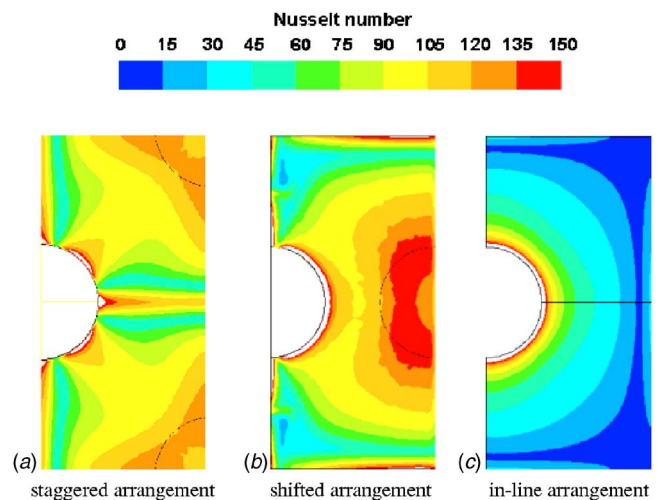 Nusselt number
0 15 30 45 60 75 90 105 120 135 150
(a) (b) (c)
staggered arrangement shifted arrangement in-line arrangement